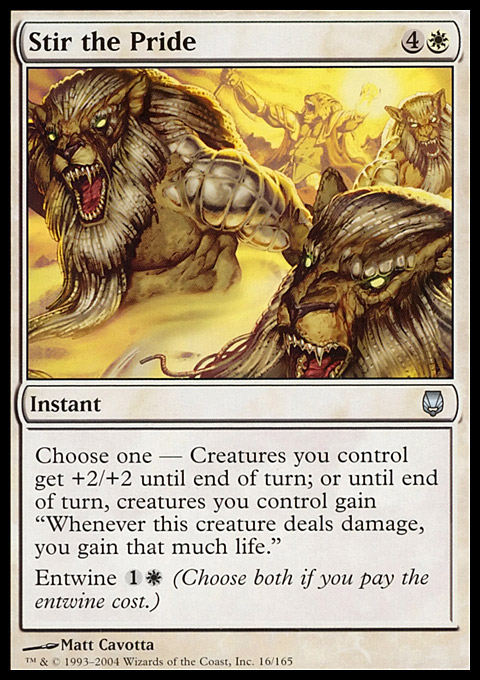 Stir the Pride 4
Instant
Choose one — Creatures you control
get +2/+2 until end of turn; or until end
of turn, creatures you control gain
“Whenever this creature deals damage,
you gain that much life.”
Entwine 1 (Choose both if you pay the
entwine cost.)
Matt Cavotta
™ & © 1993–2004 Wizards of the Coast, Inc. 16/165